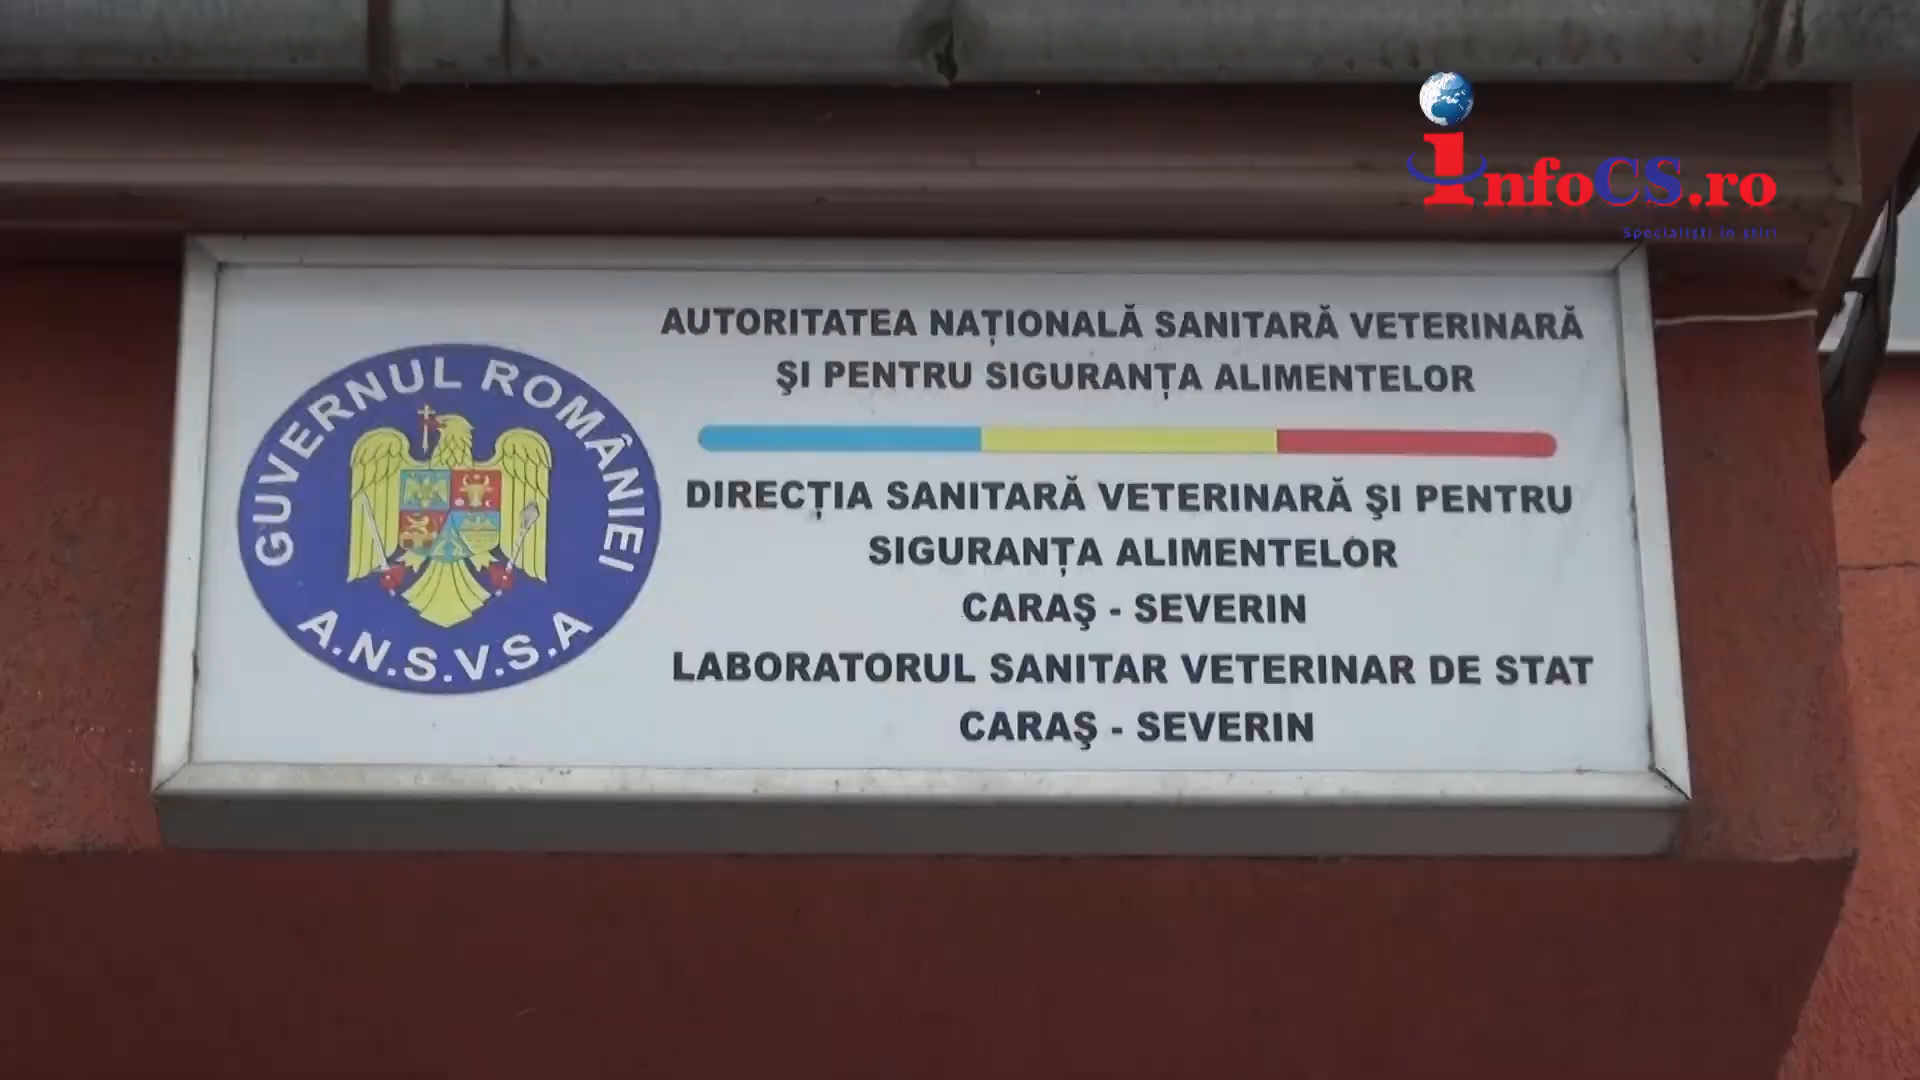 infoCS.ro
Specialiști în știri
AUTORITATEA NAȚIONALĂ SANITARĂ VETERINARĂ
ŞI PENTRU SIGURANȚA ALIMENTELOR
GUVERNUL ROMÂNIEI
A.N.S.V.S.A
DIRECȚIA SANITARĂ VETERINARĂ ŞI PENTRU
SIGURANȚA ALIMENTELOR
CARAŞ - SEVERIN
LABORATORUL SANITAR VETERINAR DE STAT
CARAŞ - SEVERIN